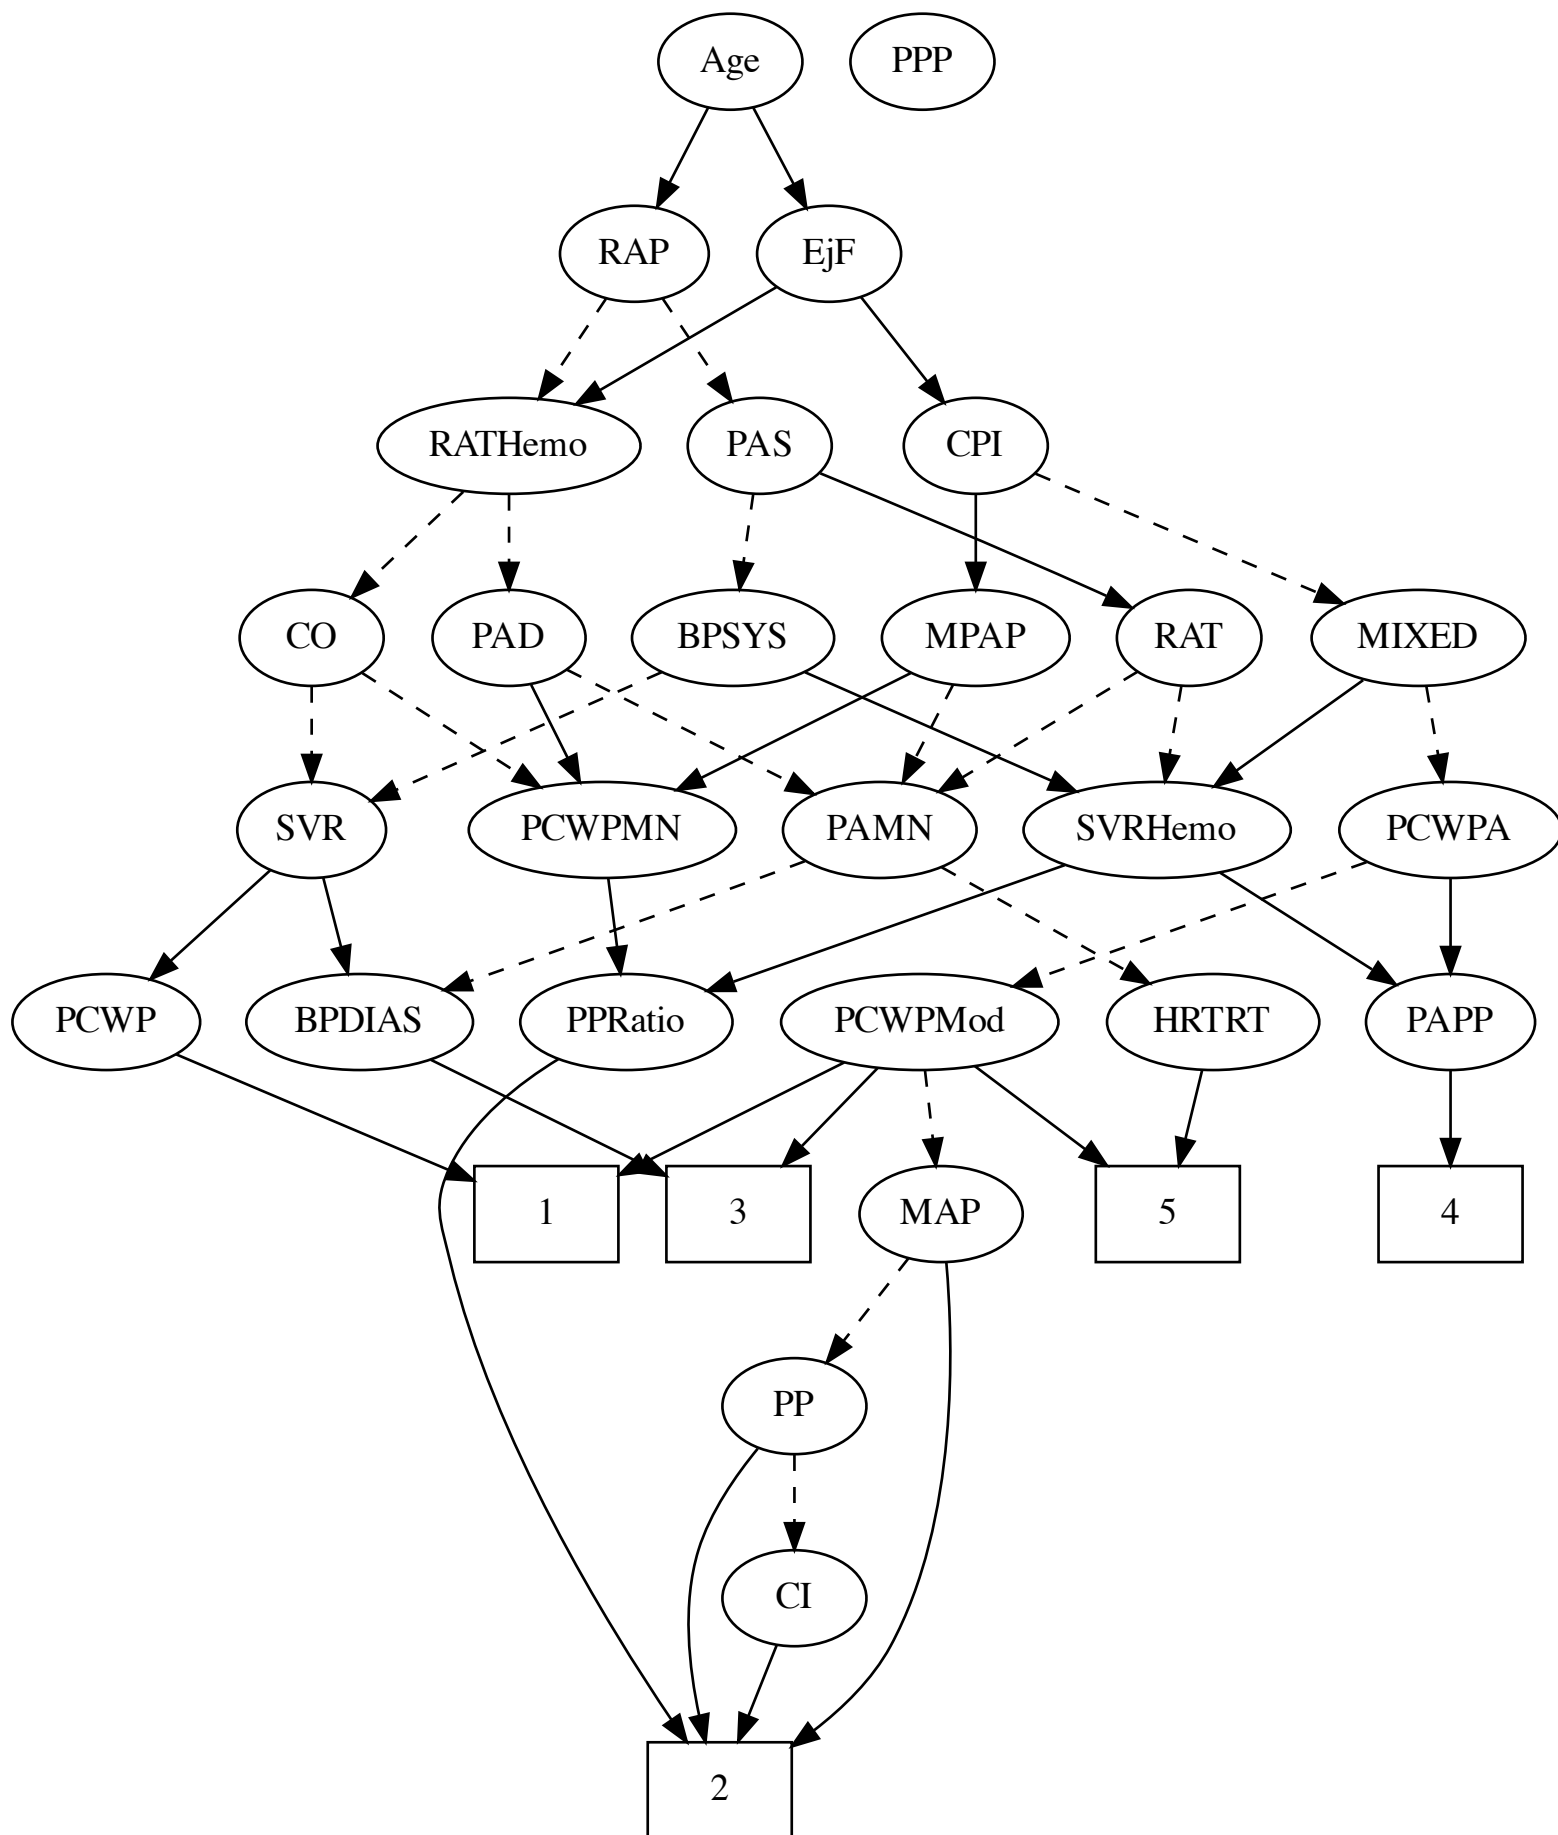 Age PPP
RAP EjF
RATHemo PAS CPI
CO PAD BPSYS MPAP RAT MIXED
SVR PCWPMN PAMN SVRHemo PCWPA
PCWP BPDIAS PPRatio PCWPMod HRTRT PAPP
1 3 MAP 5 4
PP
CI
2